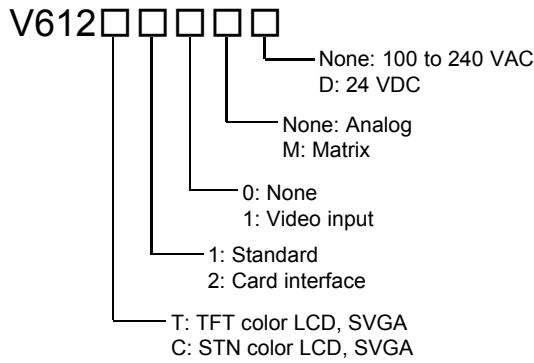 V612□□□□□
None: 100 to 240 VAC
D: 24 VDC
None: Analog
M: Matrix
0: None
1: Video input
1: Standard
2: Card interface
T: TFT color LCD, SVGA
C: STN color LCD, SVGA